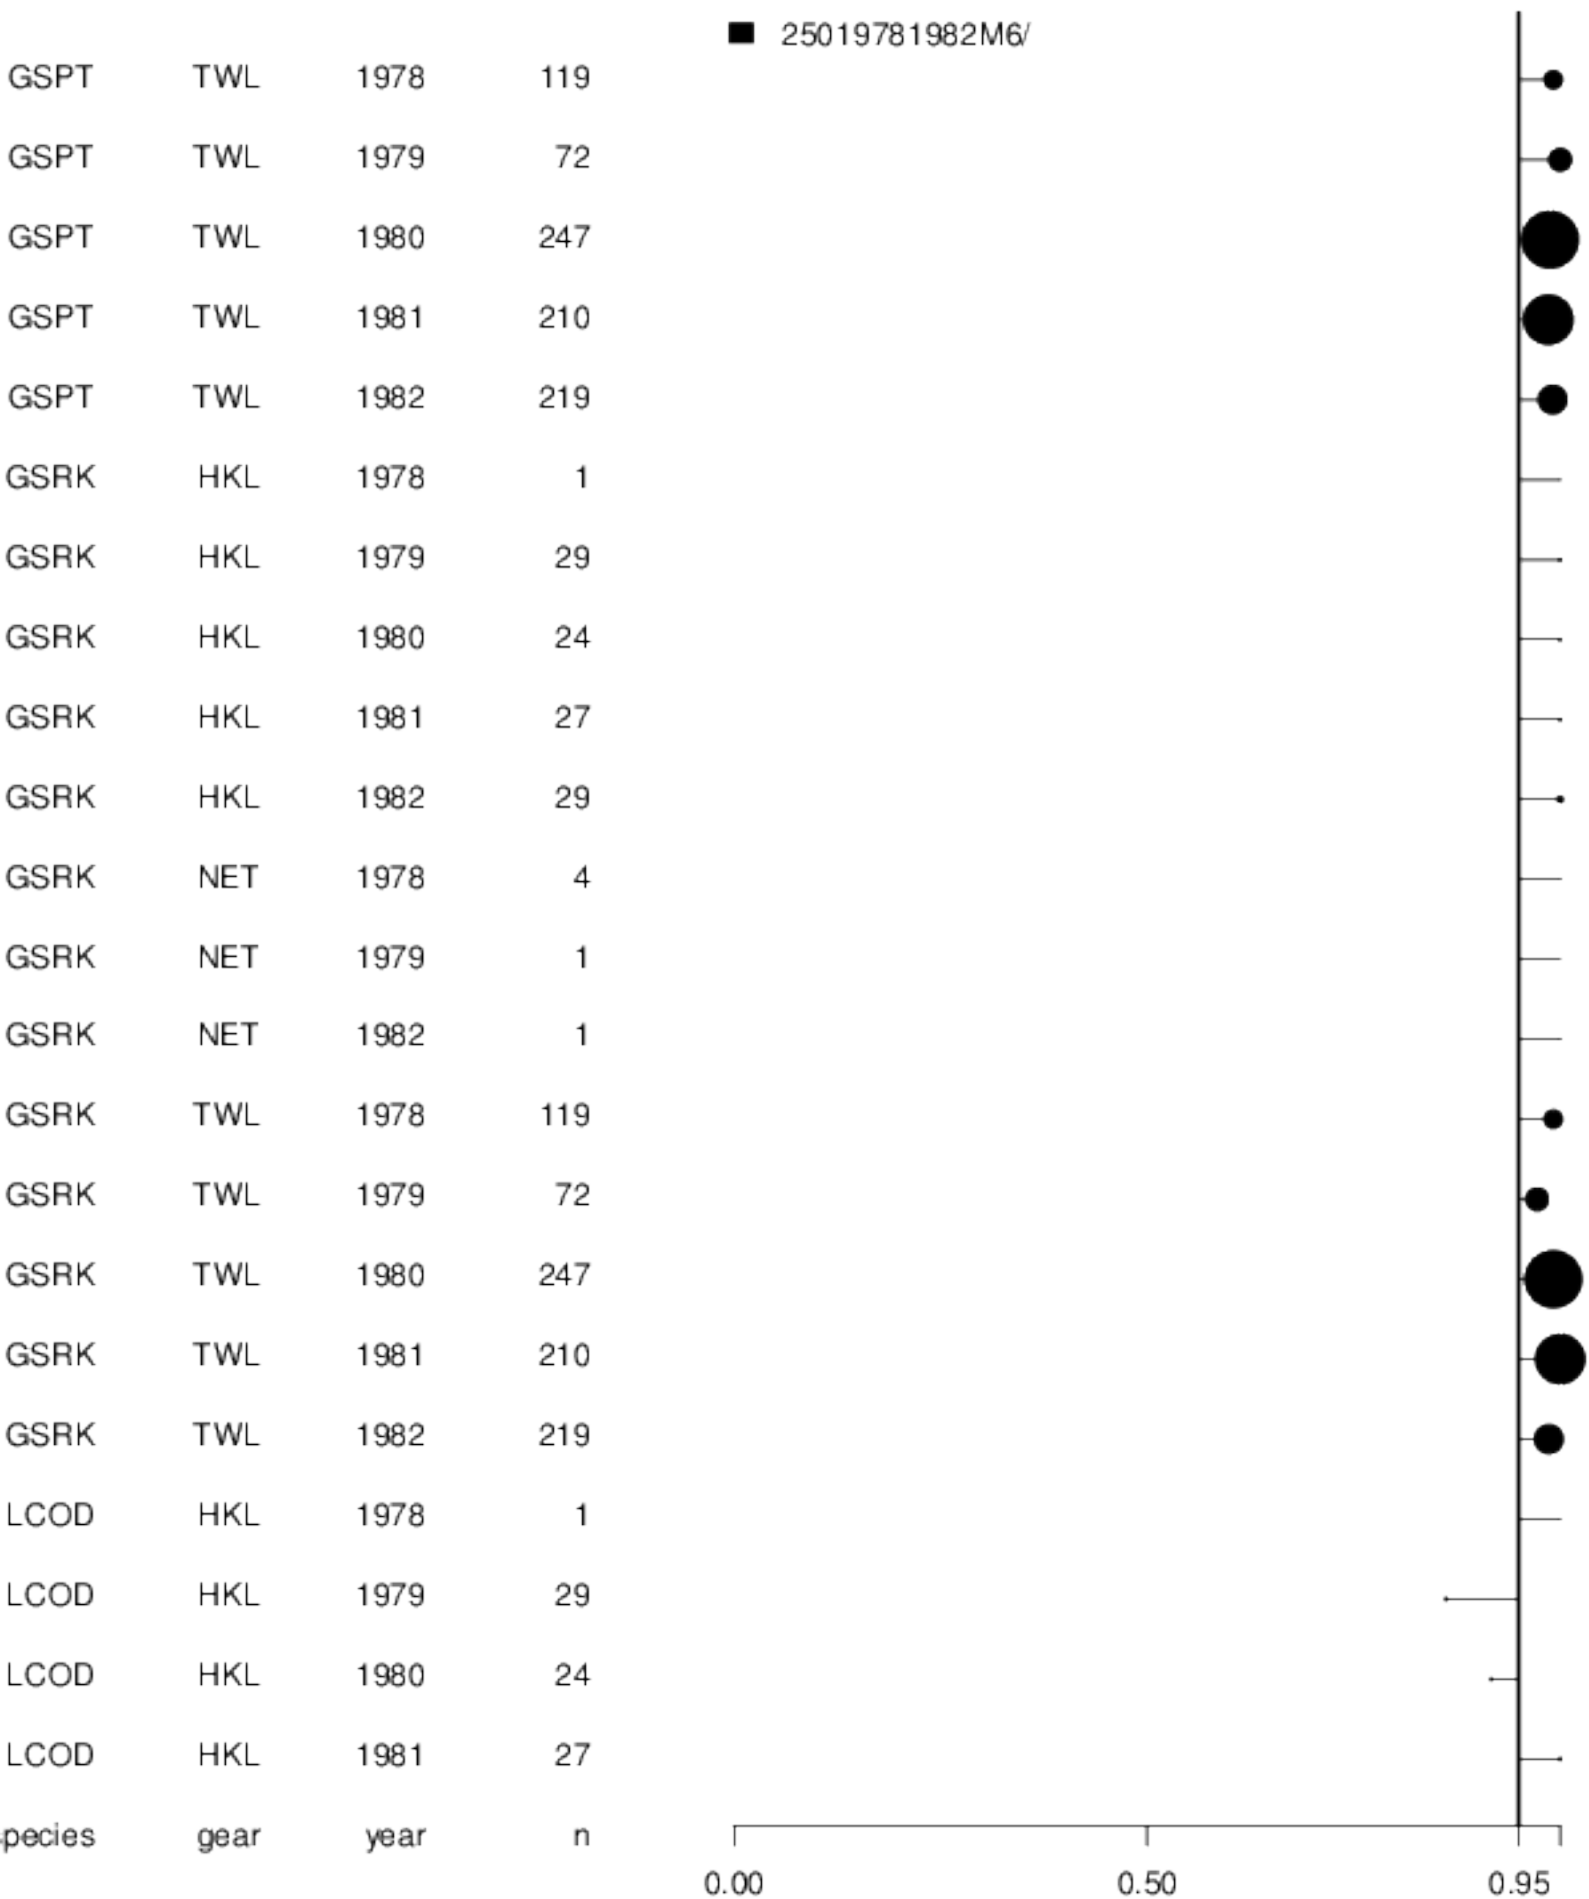 25019781982M6/
GSPT TWL 1978 119
GSPT TWL 1979 72
GSPT TWL 1980 247
GSPT TWL 1981 210
GSPT TWL 1982 219
GSRK HKL 1978 1
GSRK HKL 1979 29
GSRK HKL 1980 24
GSRK HKL 1981 27
GSRK HKL 1982 29
GSRK NET 1978 4
GSRK NET 1979 1
GSRK NET 1982 1
GSRK TWL 1978 119
GSRK TWL 1979 72
GSRK TWL 1980 247
GSRK TWL 1981 210
GSRK TWL 1982 219
LCOD HKL 1978 1
LCOD HKL 1979 29
LCOD HKL 1980 24
LCOD HKL 1981 27
pecies gear year n
0.00 0.50 0.95